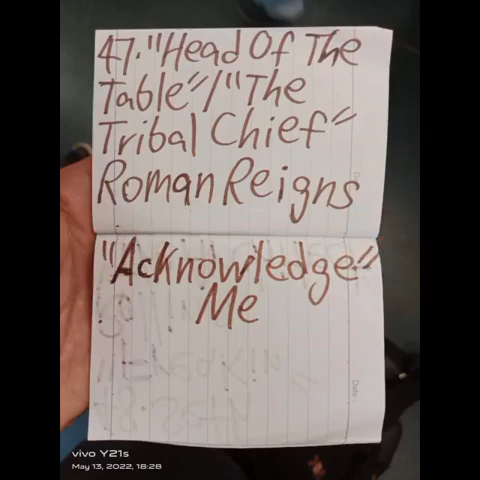 47."Head Of The
Table"/"The
Tribal Chief"
Roman Reigns
"Acknowledge"
Me
Date:
vivo Y21s
May 13, 2022, 18:28